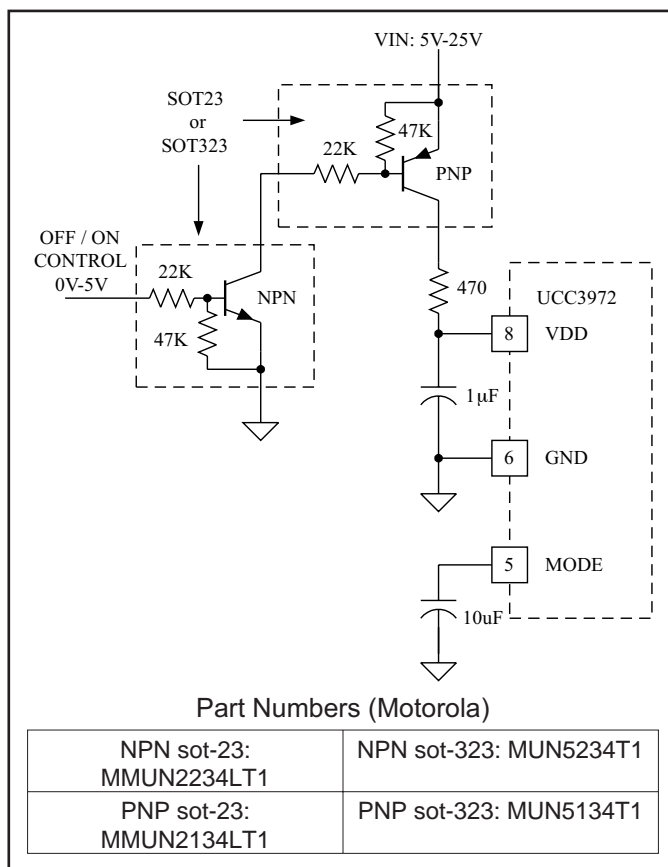 VIN: 5V-25V
SOT23
or
SOT323
47K
22K
PNP
OFF / ON
CONTROL
0V-5V
22K
NPN
47K
470
UCC3972
8
VDD
1µF
6
GND
5
MODE
10uF
Part Numbers (Motorola)
NPN sot-23:
MMUN2234LT1
NPN sot-323: MUN5234T1
PNP sot-23:
MMUN2134LT1
PNP sot-323: MUN5134T1